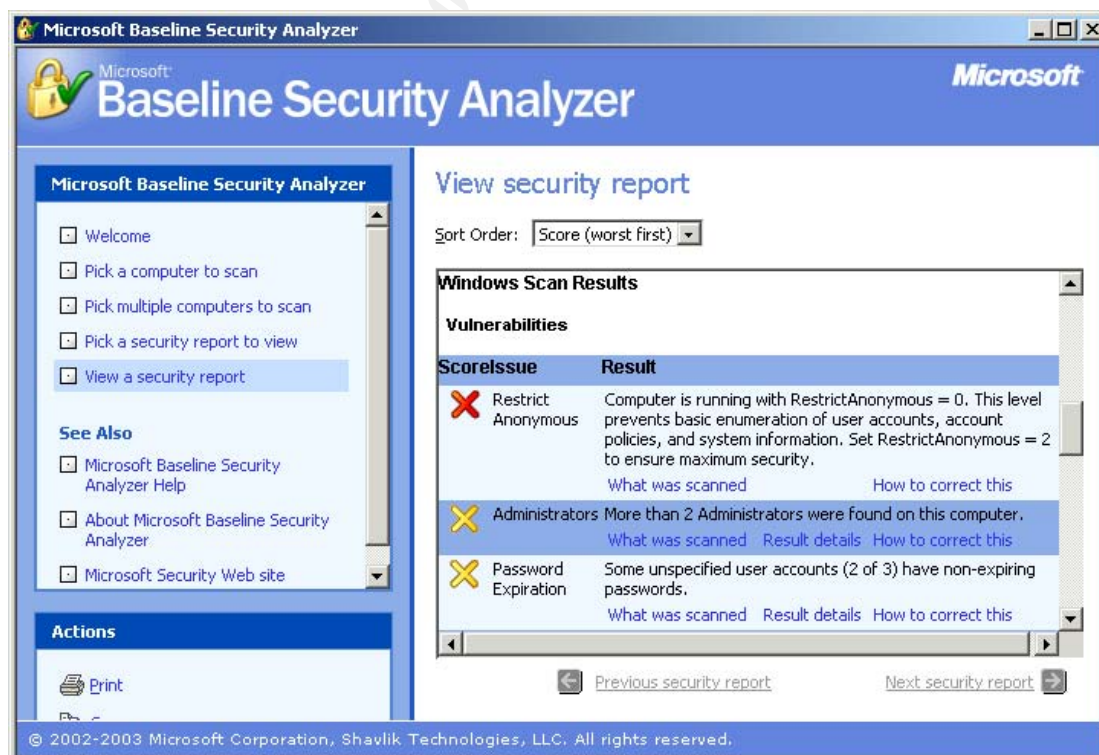 Microsoft Baseline Security Analyzer
Microsoft
Baseline Security Analyzer
Microsoft
Microsoft Baseline Security Analyzer
Welcome
Pick a computer to scan
Pick multiple computers to scan
Pick a security report to view
View a security report
See Also
Microsoft Baseline Security
Analyzer Help
About Microsoft Baseline Security
Analyzer
Microsoft Security Web site
Actions
Print
View security report
Sort Order: Score (worst first)
Windows Scan Results
Vulnerabilities
Score Issue Result
Restrict
Anonymous
Computer is running with RestrictAnonymous = 0. This level
prevents basic enumeration of user accounts, account
policies, and system information. Set RestrictAnonymous = 2
to ensure maximum security.
What was scanned How to correct this
Administrators More than 2 Administrators were found on this computer.
What was scanned Result details How to correct this
Password
Expiration
Some unspecified user accounts (2 of 3) have non-expiring
passwords.
What was scanned Result details How to correct this
Previous security report Next security report
© 2002-2003 Microsoft Corporation, Shavlik Technologies, LLC. All rights reserved.